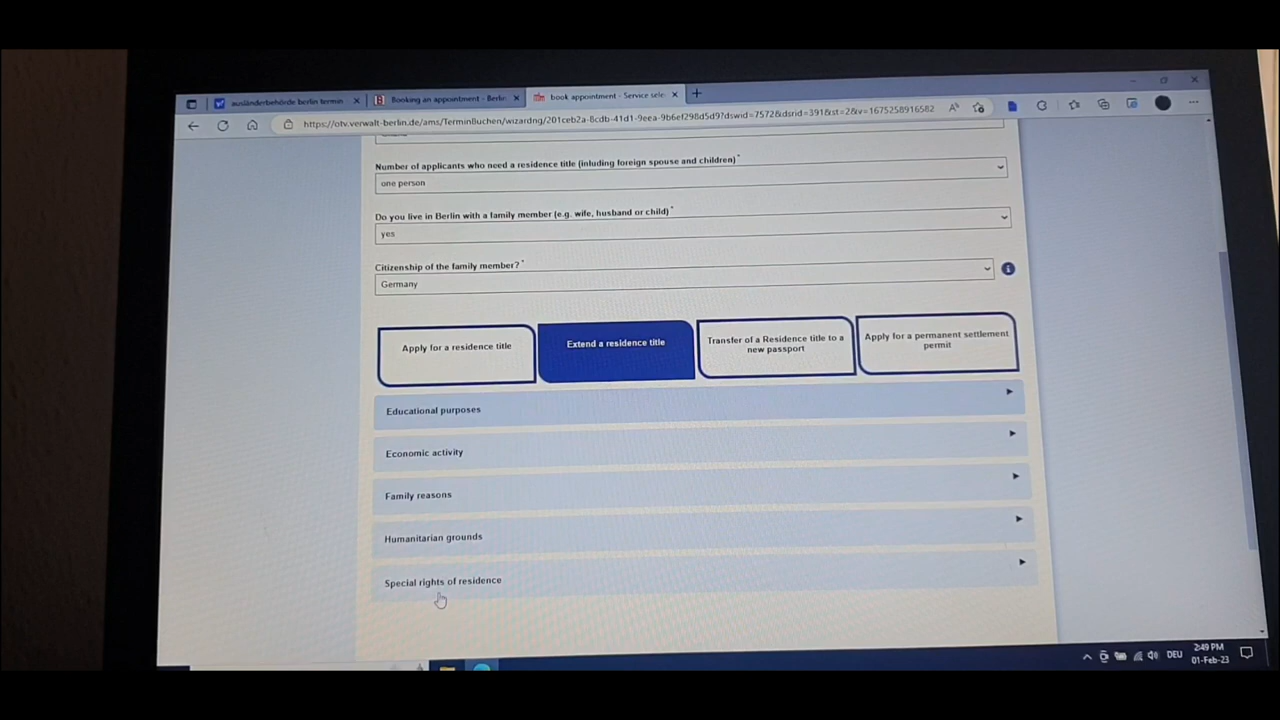 ausländerbehörde berlin termin
Booking an appointment - Berlin
book appointment - Service sele
https://otv.verwalt-berlin.de/ams/TerminBuchen/wizardng/
Number of applicants who need a residence title (inluding foreign spouse and children)*
one person
Do you live in Berlin with a family member (e.g. wife, husband or child)*
yes
Citizenship of the family member?*
Germany
Apply for a residence title
Extend a residence title
Transfer of a Residence title to a
new passport
Apply for a permanent settlement
permit
Educational purposes
Economic activity
Family reasons
Humanitarian grounds
Special rights of residence
DEU
2:49 PM
01-Feb-23